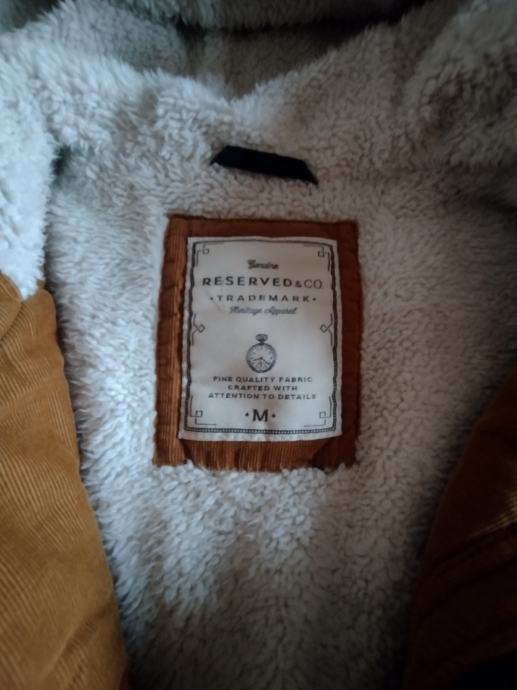 Genuine
RESERVED & CO.
• TRADEMARK •
Heritage Apparel
FINE QUALITY FABRIC
CRAFTED WITH
ATTENTION TO DETAILS
• M •